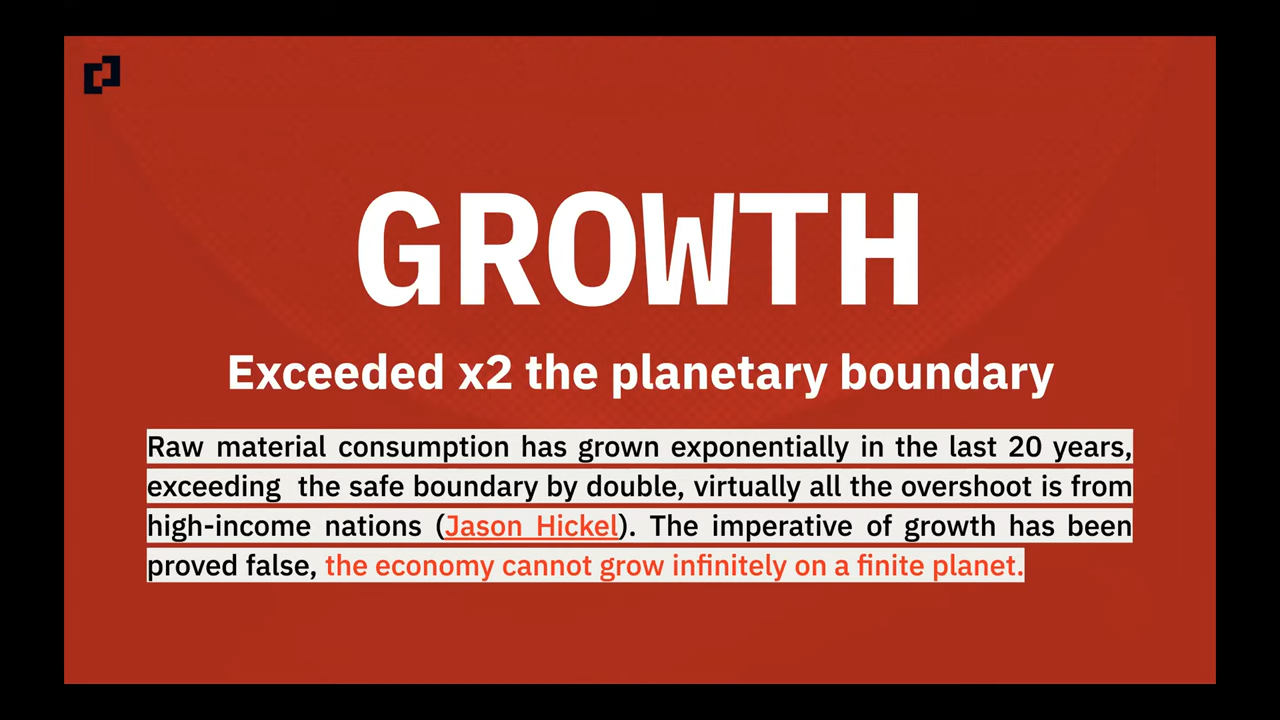 GROWTH
Exceeded x2 the planetary boundary
Raw material consumption has grown exponentially in the last 20 years,
exceeding  the safe boundary by double, virtually all the overshoot is from
high-income nations (Jason Hickel). The imperative of growth has been
proved false, the economy cannot grow infinitely on a finite planet.